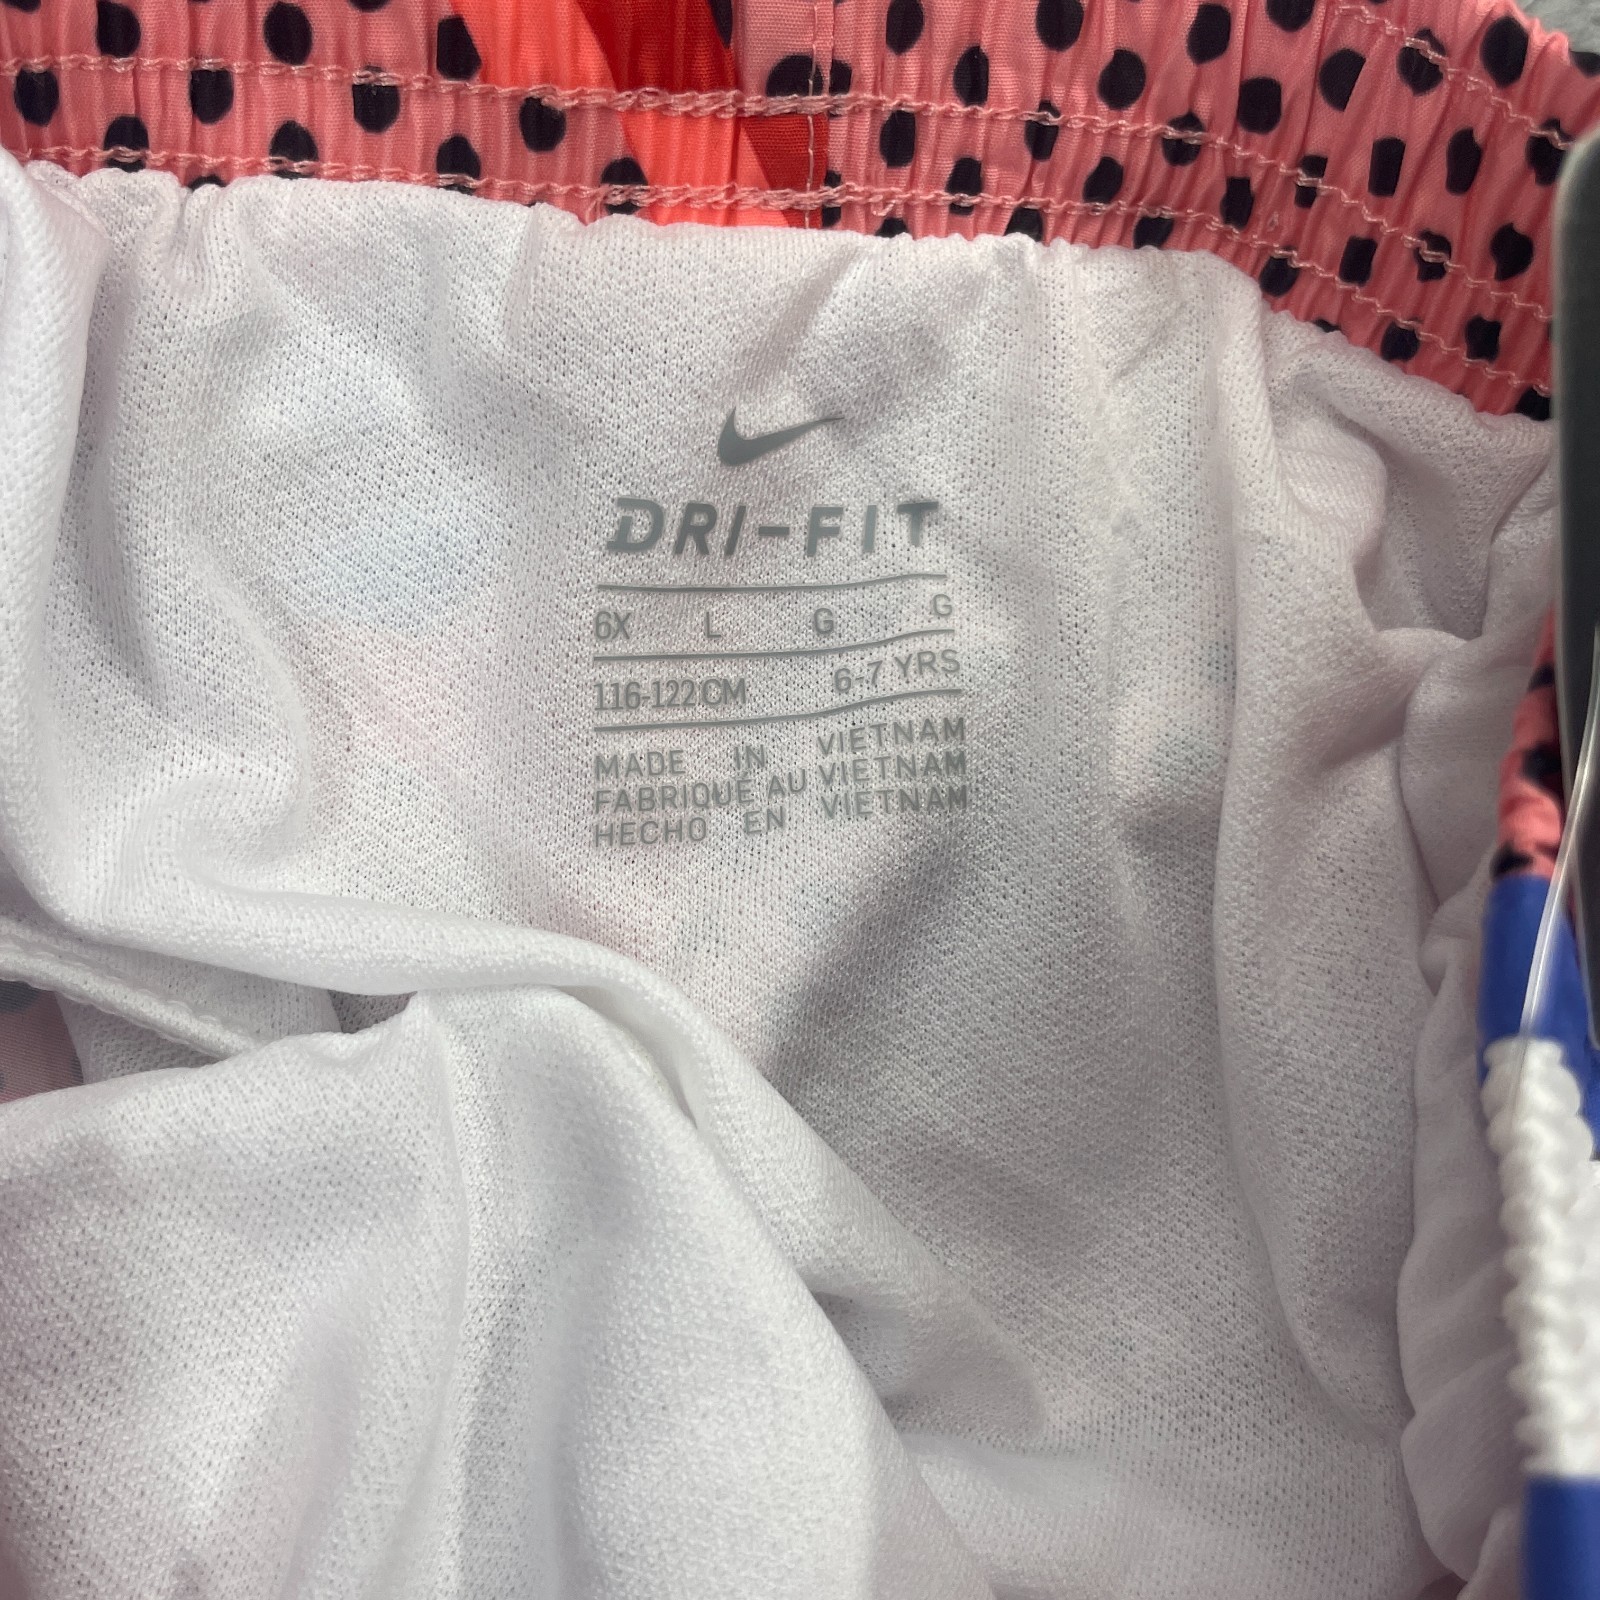 DRI-FIT
6X L G G
116-122CM 6-7 YRS
MADE IN VIETNAM
FABRIQUÉ AU VIETNAM
HECHO EN VIETNAM